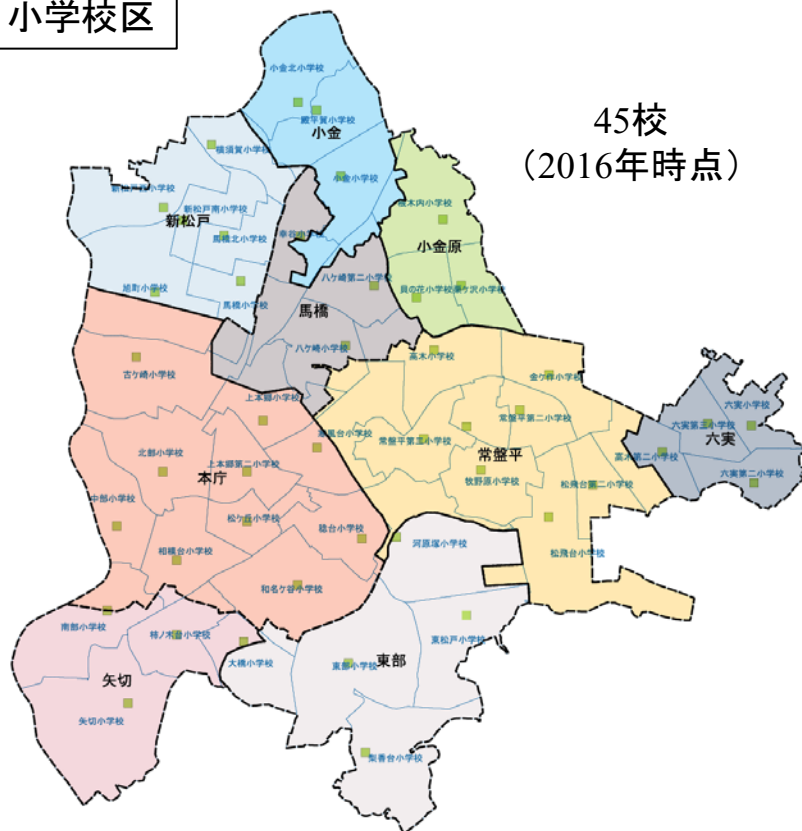 小学校区
45校
（2016年時点）
小金北小学校
殿平賀小学校
小金
小金小学校
横須賀小学校
新松戸南小学校
新松戸
馬橋北小学校
幸谷小学校
根木内小学校
小金原
旭町小学校
馬橋小学校
八ケ崎第二小学校
貝の花小学校
栗ケ沢小学校
馬橋
八ケ崎小学校
高木小学校
古ケ崎小学校
金ケ作小学校
上本郷小学校
常盤平第二小学校
六実小学校
六実第三小学校
六実
常盤平第三小学校
北部小学校
上本郷第二小学校
本庁
常盤平
高木第二小学校
六実第二小学校
牧野原小学校
松飛台第二小学校
中部小学校
松ケ丘小学校
稔台小学校
河原塚小学校
相模台小学校
松飛台小学校
和名ケ谷小学校
南部小学校
柿ノ木台小学校
東松戸小学校
大橋小学校
東部小学校
東部
矢切
矢切小学校
梨香台小学校